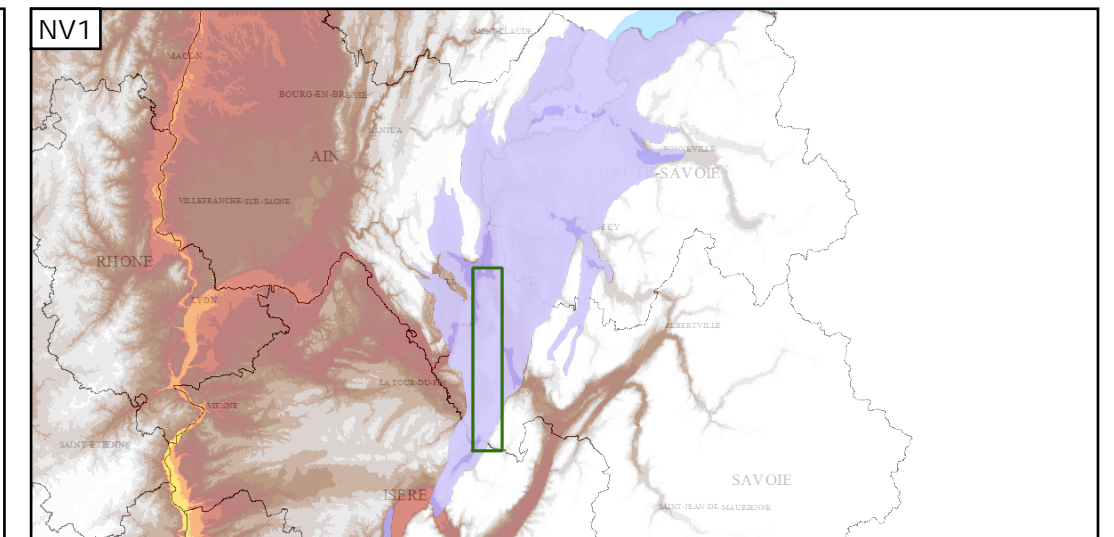 NV1
SAINT-CLAUDE
MACON
BOURG-EN-BRESSE
NANTUA
AIN
BONNEVILLE
-SAVOIE
VILLEFRANCHE-SUR-SAONE
ECY
RHONE
LYON
ALBERTVILLE
LA TOUR-DU-PIN
VIENNE
SAINT-ETIENNE
SAVOIE
ISERE
SAINT-JEAN-DE-MAURIENNE